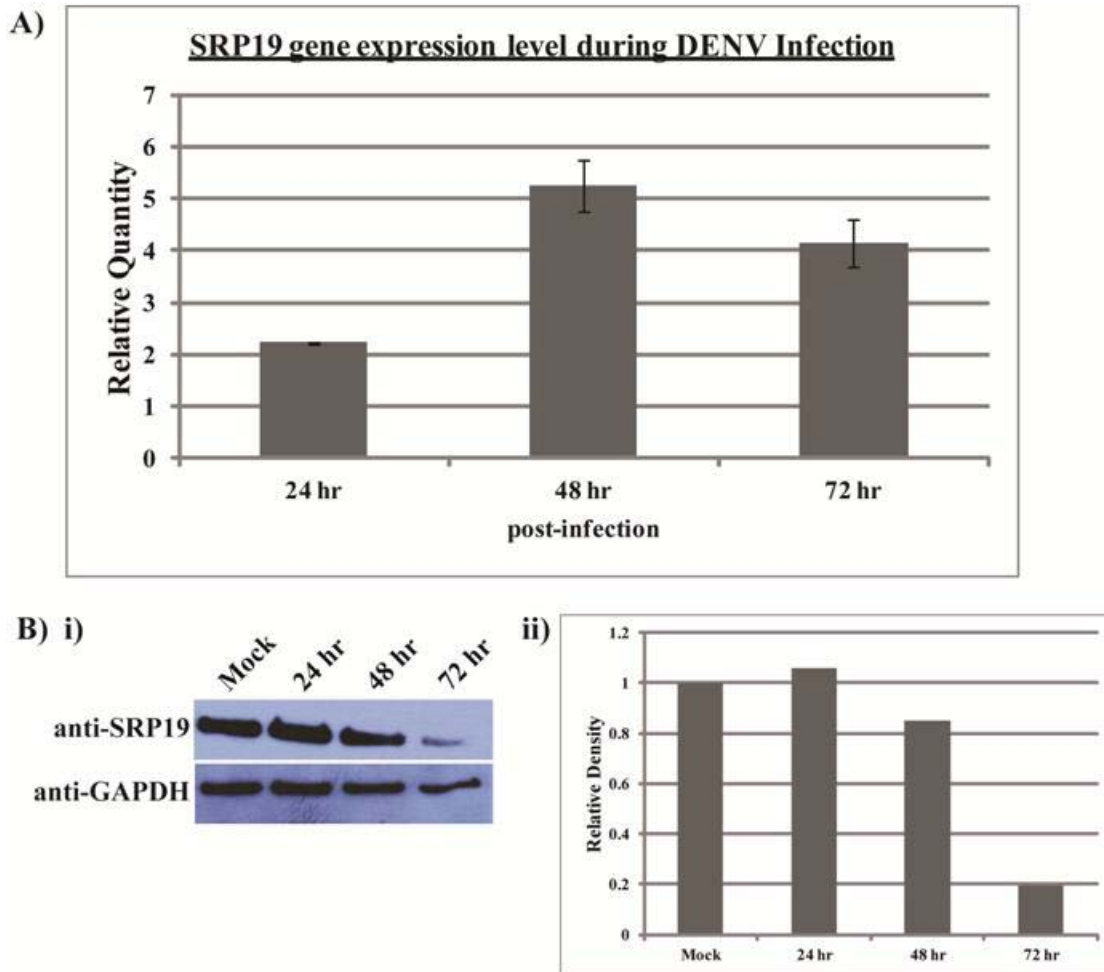 A)
SRP19 gene expression level during DENV Infection
Relative Quantity
7
6
5
4
3
2
1
0
24 hr 48 hr 72 hr
post-infection
B) i)
Mock 24 hr 48 hr 72 hr
anti-SRP19
anti-GAPDH
ii)
Relative Density
1.2
1
0.8
0.6
0.4
0.2
0
Mock 24 hr 48 hr 72 hr